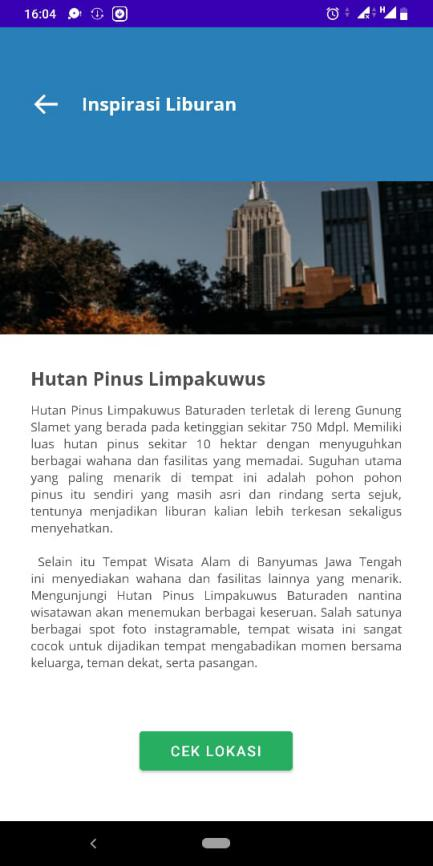 16:04
H
Inspirasi Liburan
Hutan Pinus Limpakuwus
Hutan Pinus Limpakuwus Baturaden terletak di lereng Gunung
Slamet yang berada pada ketinggian sekitar 750 Mdpl. Memiliki
luas hutan pinus sekitar 10 hektar dengan menyuguhkan
berbagai wahana dan fasilitas yang memadai. Suguhan utama
yang paling menarik di tempat ini adalah pohon pohon
pinus itu sendiri yang masih asri dan rindang serta sejuk,
tentunya menjadikan liburan kalian lebih terkesan sekaligus
menyehatkan.
Selain itu Tempat Wisata Alam di Banyumas Jawa Tengah
ini menyediakan wahana dan fasilitas lainnya yang menarik.
Mengunjungi Hutan Pinus Limpakuwus Baturaden nantina
wisatawan akan menemukan berbagai keseruan. Salah satunya
berbagai spot foto instagramable, tempat wisata ini sangat
cocok untuk dijadikan tempat mengabadikan momen bersama
keluarga, teman dekat, serta pasangan.
CEK LOKASI